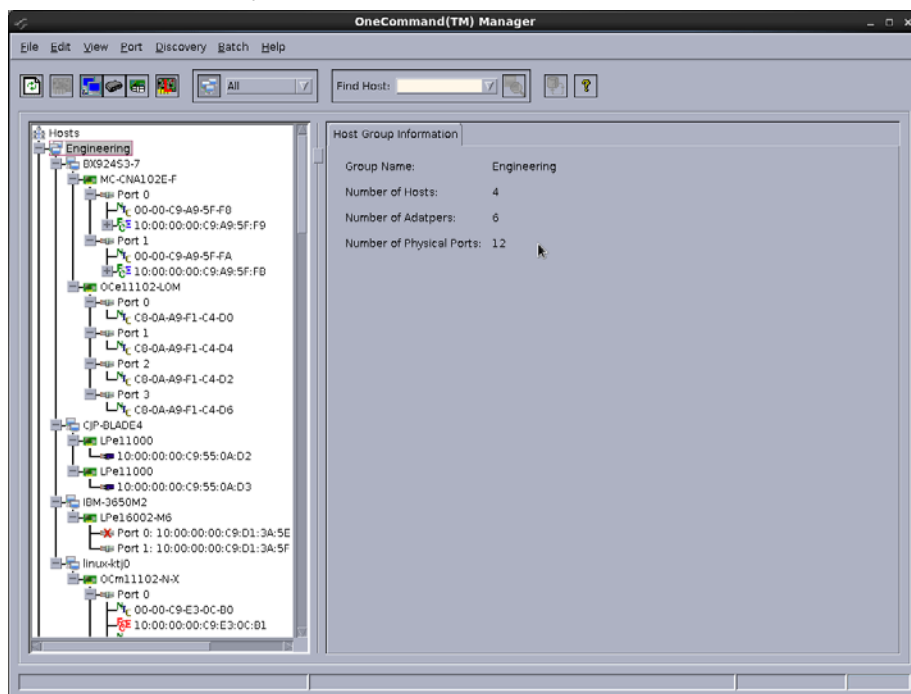 OneCommand(TM) Manager
File Edit View Port Discovery Batch Help
All
Find Host:
Hosts
Engineering
BX924S3-7
MC-CNA102E-F
Port 0
00-00-C9-A9-5F-F8
10:00:00:00:C9:A9:5F:F9
Port 1
00-00-C9-A9-5F-FA
10:00:00:00:C9:A9:5F:FB
OCe11102-LOM
Port 0
C8-0A-A9-F1-C4-D0
Port 1
C8-0A-A9-F1-C4-D4
Port 2
C8-0A-A9-F1-C4-D2
Port 3
C8-0A-A9-F1-C4-D6
CJP-BLADE4
LPe11000
10:00:00:00:C9:55:0A:D2
LPe11000
10:00:00:00:C9:55:0A:D3
IBM-3650M2
LPe16002-M6
Port 0: 10:00:00:00:C9:D1:3A:5E
Port 1: 10:00:00:00:C9:D1:3A:5F
linux-ktj0
OCm11102-N-X
Port 0
00-00-C9-E3-0C-B0
10:00:00:00:C9:E3:0C:B1
Host Group Information
Group Name: Engineering
Number of Hosts: 4
Number of Adatpers: 6
Number of Physical Ports: 12